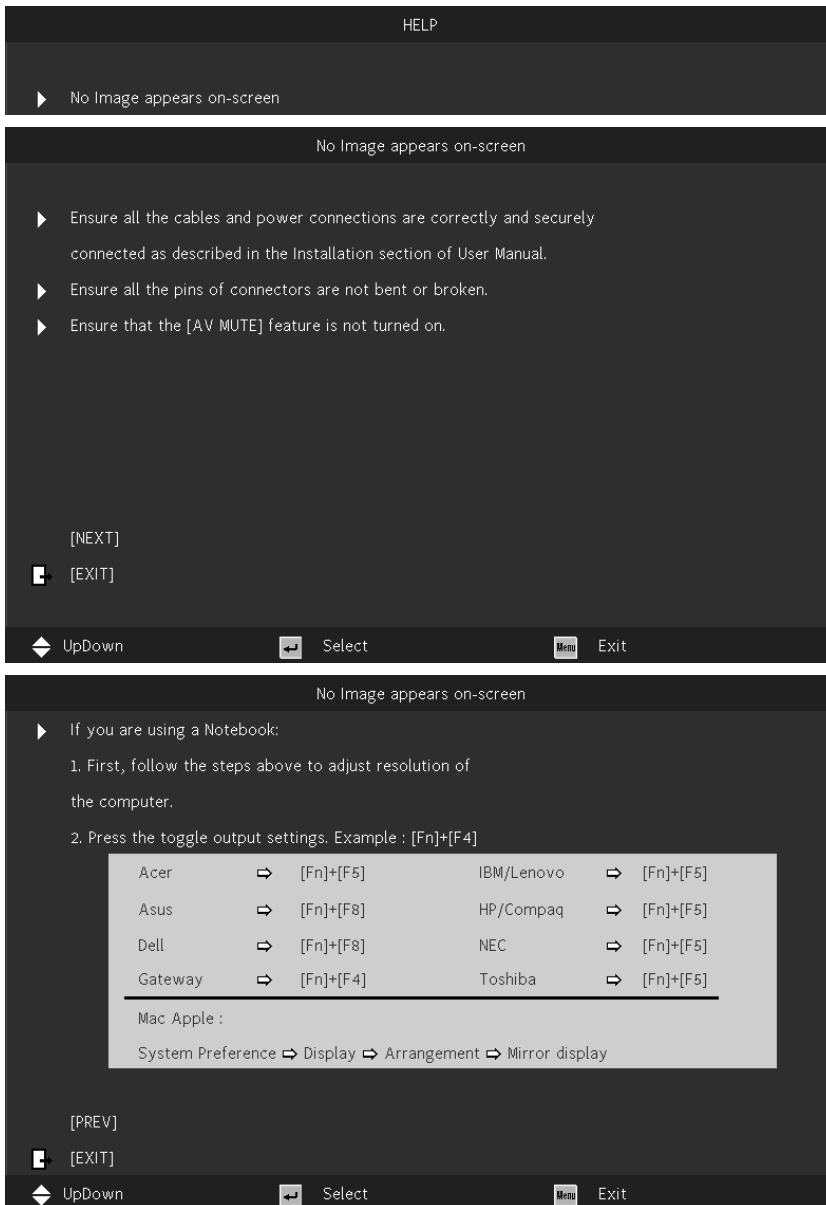 HELP
No Image appears on-screen
No Image appears on-screen
Ensure all the cables and power connections are correctly and securely
connected as described in the Installation section of User Manual.
Ensure all the pins of connectors are not bent or broken.
Ensure that the [AV MUTE] feature is not turned on.
[NEXT]
[EXIT]
UpDown Select Menu Exit
No Image appears on-screen
If you are using a Notebook:
1. First, follow the steps above to adjust resolution of
the computer.
2. Press the toggle output settings. Example : [Fn]+[F4]
Acer ⇨ [Fn]+[F5] IBM/Lenovo ⇨ [Fn]+[F5]
Asus ⇨ [Fn]+[F8] HP/Compaq ⇨ [Fn]+[F5]
Dell ⇨ [Fn]+[F8] NEC ⇨ [Fn]+[F5]
Gateway ⇨ [Fn]+[F4] Toshiba ⇨ [Fn]+[F5]
Mac Apple :
System Preference ⇨ Display ⇨ Arrangement ⇨ Mirror display
[PREV]
[EXIT]
UpDown Select Menu Exit